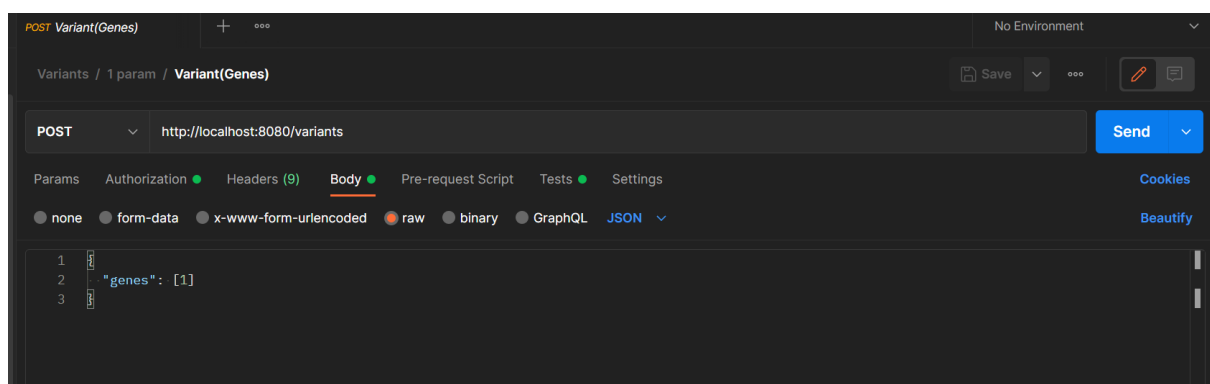 POST Variant(Genes) No Environment
Variants / 1 param / Variant(Genes) Save
POST http://localhost:8080/variants Send
Params Authorization Headers (9) Body Pre-request Script Tests Settings Cookies
none form-data x-www-form-urlencoded raw binary GraphQL JSON Beautify
1 {
2 "genes": [1]
3 }